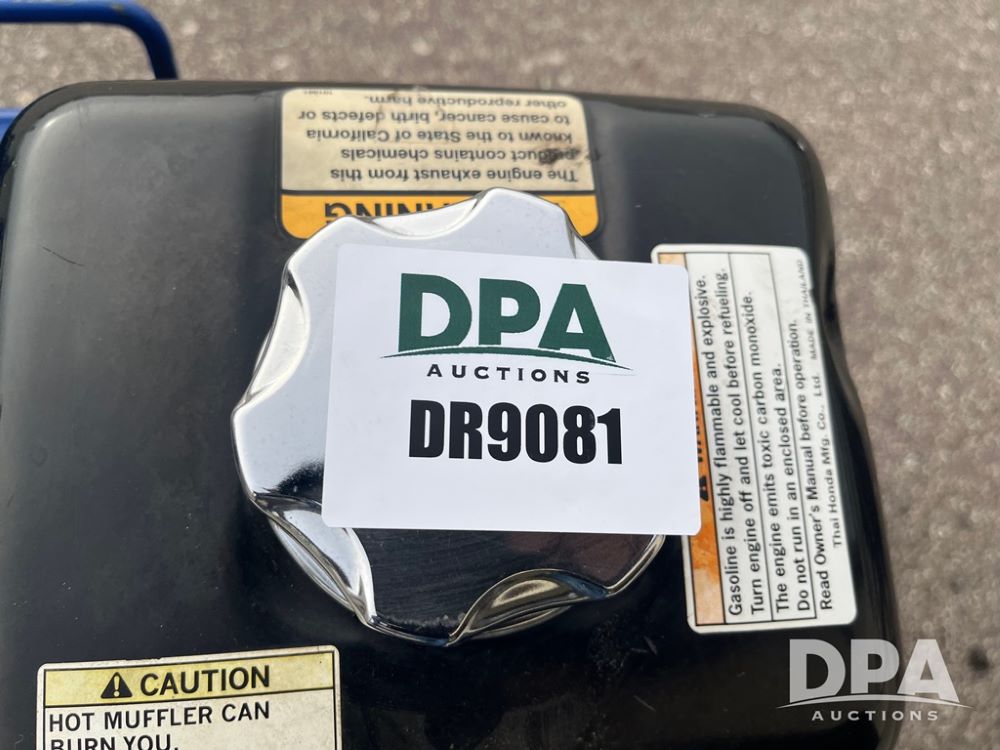 WARNING
The engine exhaust from this
product contains chemicals
known to the State of California
to cause cancer, birth defects or
other reproductive harm.
DPA
AUCTIONS
DR9081
Gasoline is highly flammable and explosive.
Turn engine off and let cool before refueling.
The engine emits toxic carbon monoxide.
Do not run in an enclosed area.
Read Owner's Manual before operation.
Thai Honda Mfg. Co., Ltd. MADE IN THAILAND
CAUTION
HOT MUFFLER CAN
BURN YOU.
DPA
AUCTIONS